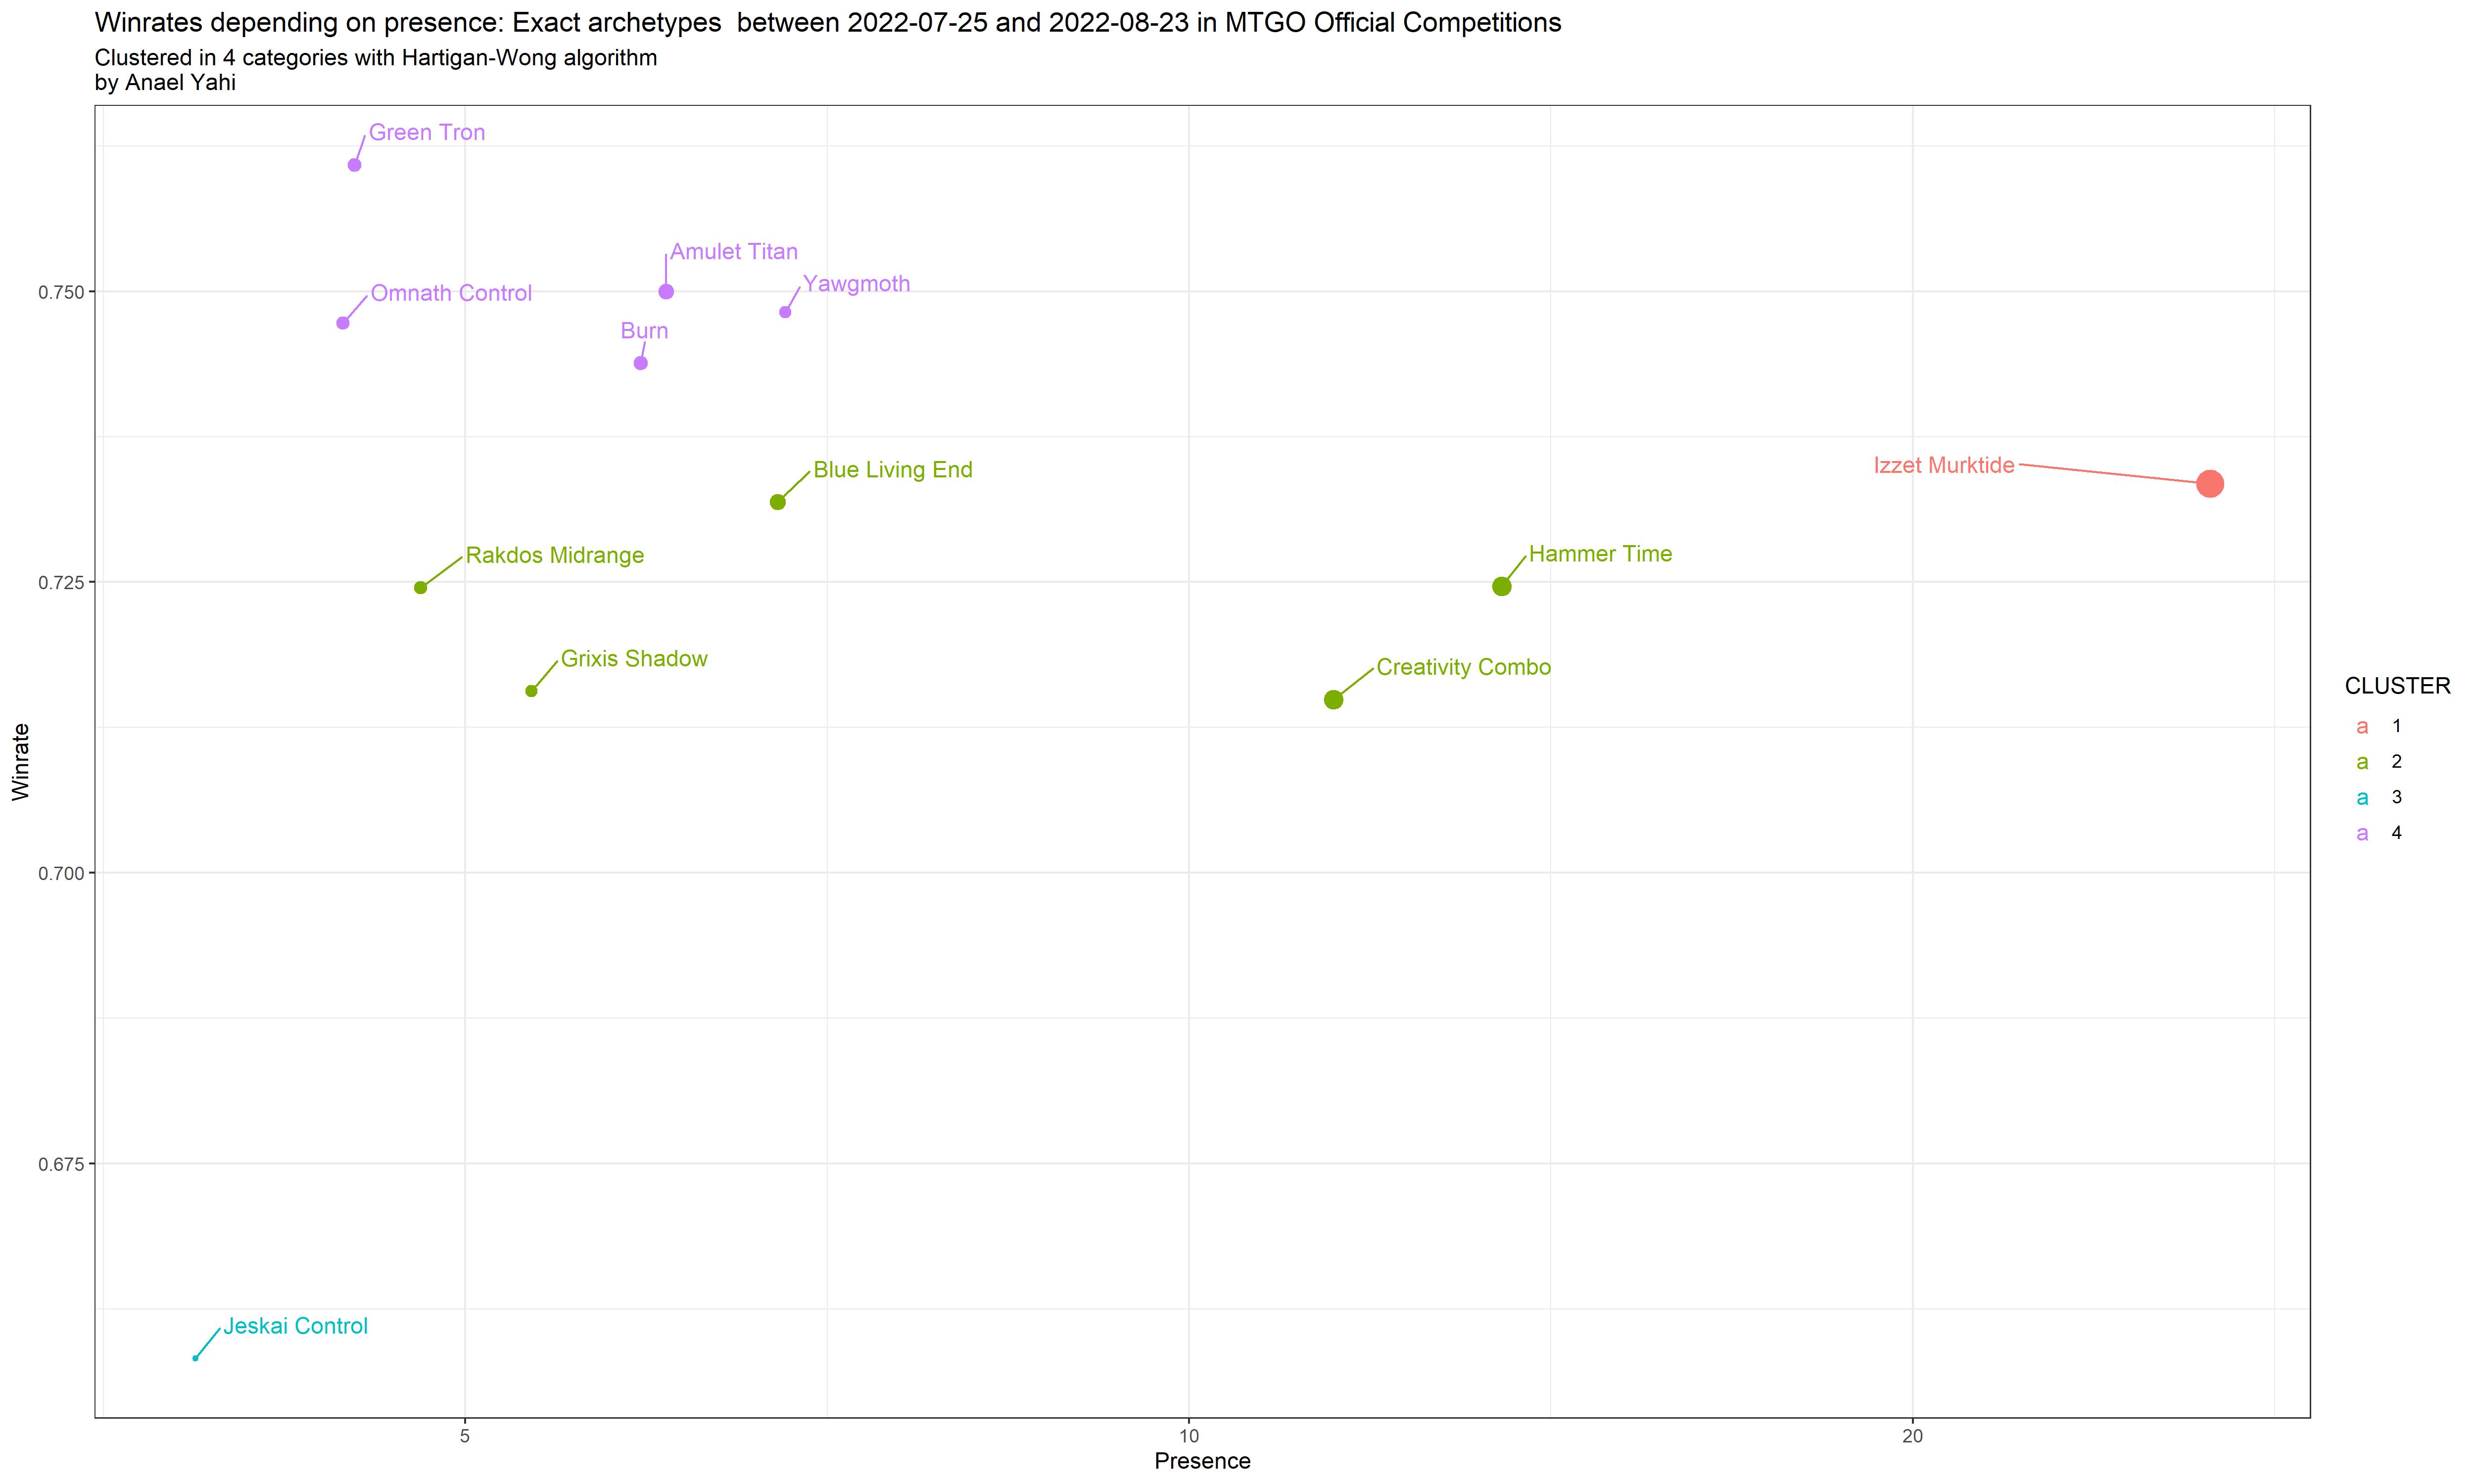 Winrates depending on presence: Exact archetypes  between 2022-07-25 and 2022-08-23 in MTGO Official Competitions
Clustered in 4 categories with Hartigan-Wong algorithm
by Anael Yahi
Green Tron
Amulet Titan
Yawgmoth
Omnath Control
Burn
Blue Living End
Izzet Murktide
Rakdos Midrange
Hammer Time
Grixis Shadow
Creativity Combo
Jeskai Control
0.750
0.725
0.700
0.675
Winrate
5
10
20
Presence
CLUSTER
a 1
a 2
a 3
a 4